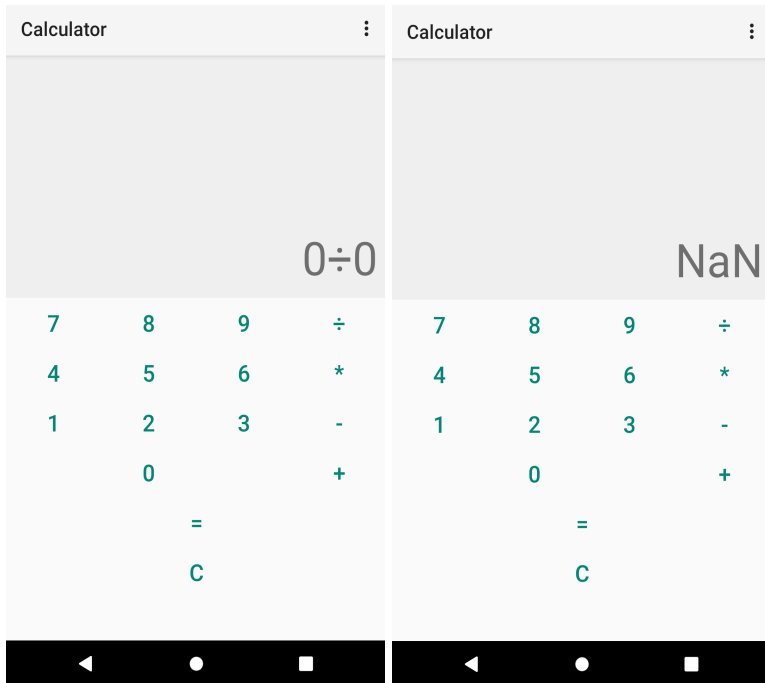 Calculator
0÷0
7 8 9 ÷
4 5 6 *
1 2 3 -
0 +
=
C
Calculator
NaN
7 8 9 ÷
4 5 6 *
1 2 3 -
0 +
=
C